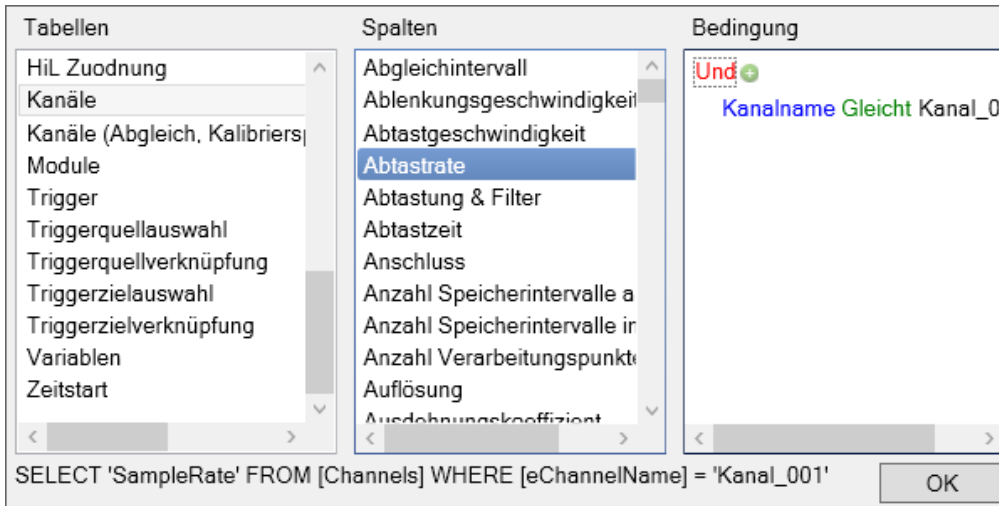 Tabellen
HiL Zuodnung
Kanäle
Kanäle (Abgleich, Kalibriers
Module
Trigger
Triggerquellauswahl
Triggerquellverknüpfung
Triggerzielauswahl
Triggerzielverknüpfung
Variablen
Zeitstart
Spalten
Abgleichintervall
Ablenkungsgeschwindigkeit
Abtastgeschwindigkeit
Abtastrate
Abtastung & Filter
Abtastzeit
Anschluss
Anzahl Speicherintervalle a
Anzahl Speicherintervalle in
Anzahl Verarbeitungspunkte
Auflösung
Ausdehnungskoeffizient
Bedingung
Und
Kanalname Gleicht Kanal_0
SELECT 'SampleRate' FROM [Channels] WHERE [eChannelName] = 'Kanal_001'
OK